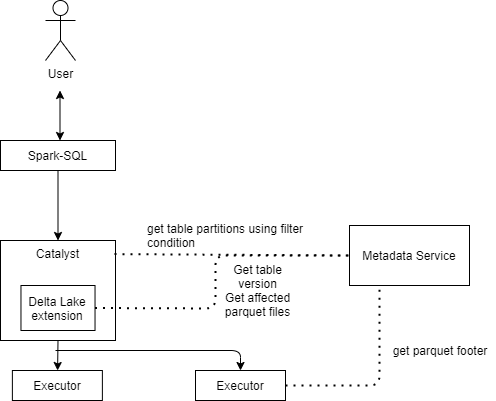 User
Spark-SQL
get table partitions using filter
condition
Catalyst
Metadata Service
Get table
version
Get affected
parquet files
Delta Lake
extension
get parquet footer
Executor
Executor